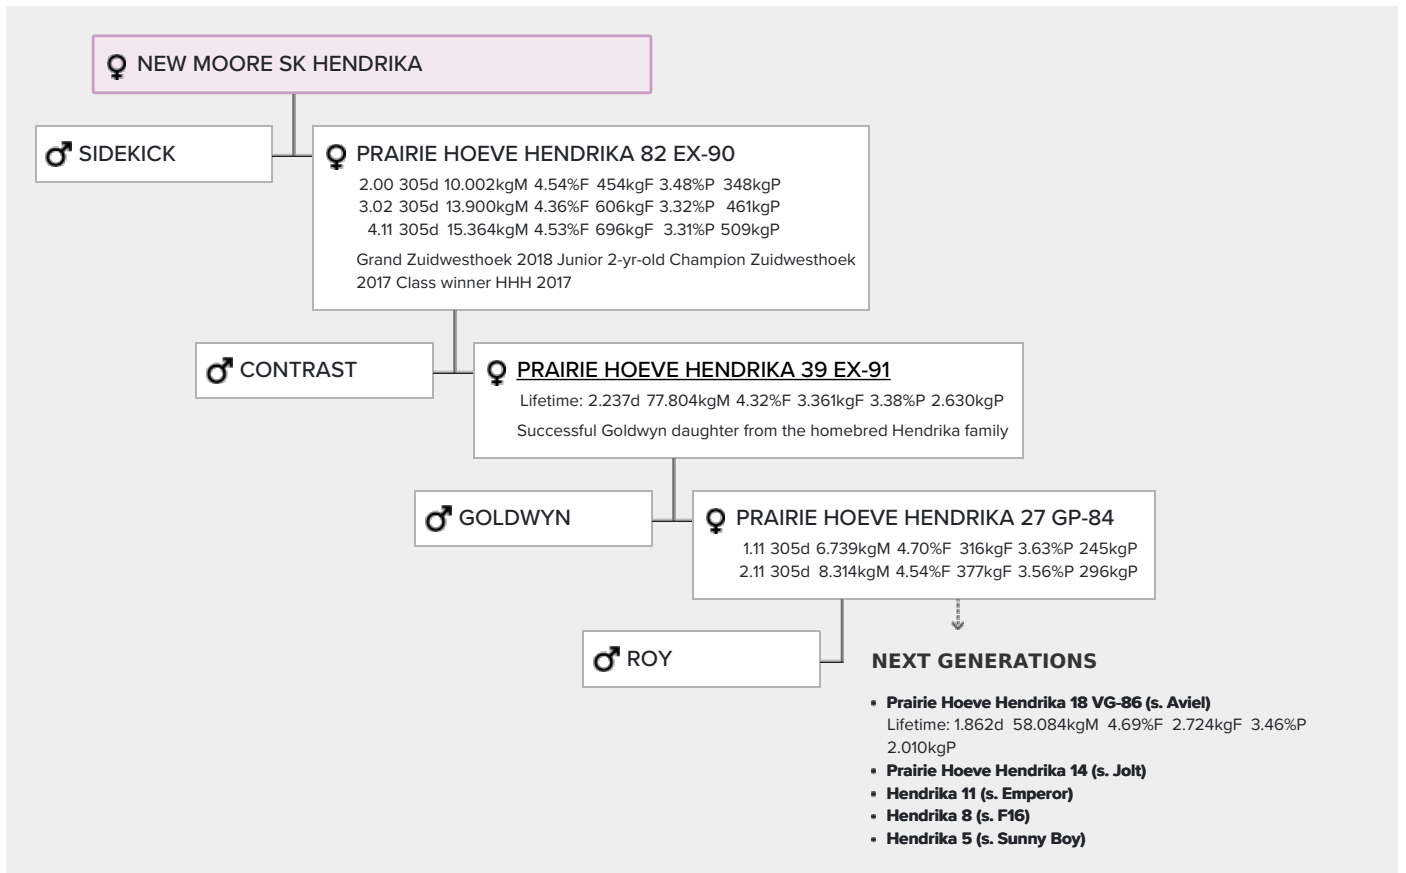 NEW MOORE SK HENDRIKA
SIDEKICK
PRAIRIE HOEVE HENDRIKA 82 EX-90
2.00 305d 10.002kgM 4.54%F 454kgF 3.48%P 348kgP
3.02 305d 13.900kgM 4.36%F 606kgF 3.32%P 461kgP
4.11 305d 15.364kgM 4.53%F 696kgF 3.31%P 509kgP
Grand Zuidwesthoek 2018 Junior 2-yr-old Champion Zuidwesthoek
2017 Class winner HHH 2017
CONTRAST
PRAIRIE HOEVE HENDRIKA 39 EX-91
Lifetime: 2.237d 77.804kgM 4.32%F 3.361kgF 3.38%P 2.630kgP
Successful Goldwyn daughter from the homebred Hendrika family
GOLDWYN
PRAIRIE HOEVE HENDRIKA 27 GP-84
1.11 305d 6.739kgM 4.70%F 316kgF 3.63%P 245kgP
2.11 305d 8.314kgM 4.54%F 377kgF 3.56%P 296kgP
ROY
NEXT GENERATIONS
• Prairie Hoeve Hendrika 18 VG-86 (s. Aviel)
Lifetime: 1.862d 58.084kgM 4.69%F 2.724kgF 3.46%P
2.010kgP
• Prairie Hoeve Hendrika 14 (s. Jolt)
• Hendrika 11 (s. Emperor)
• Hendrika 8 (s. F16)
• Hendrika 5 (s. Sunny Boy)